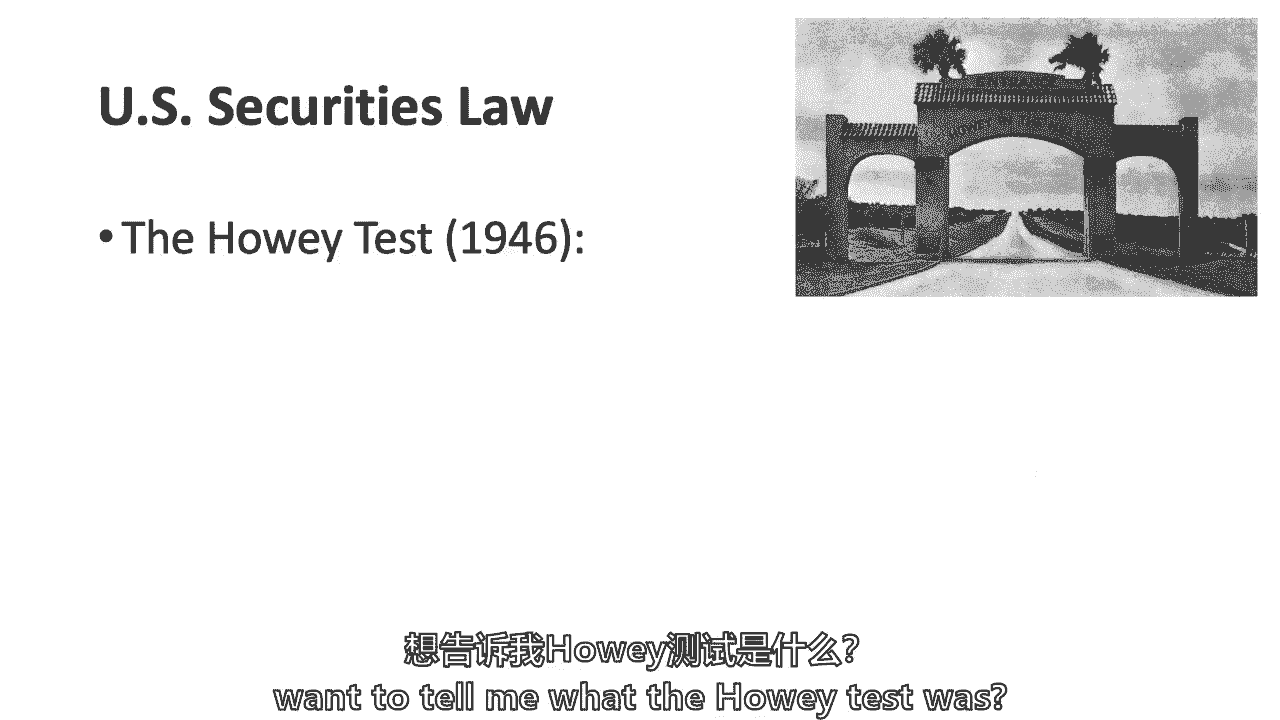 U.S. Securities Law
• The Howey Test (1946):
想告诉我Howey测试是什么?
want to tell me what the Howey test was?